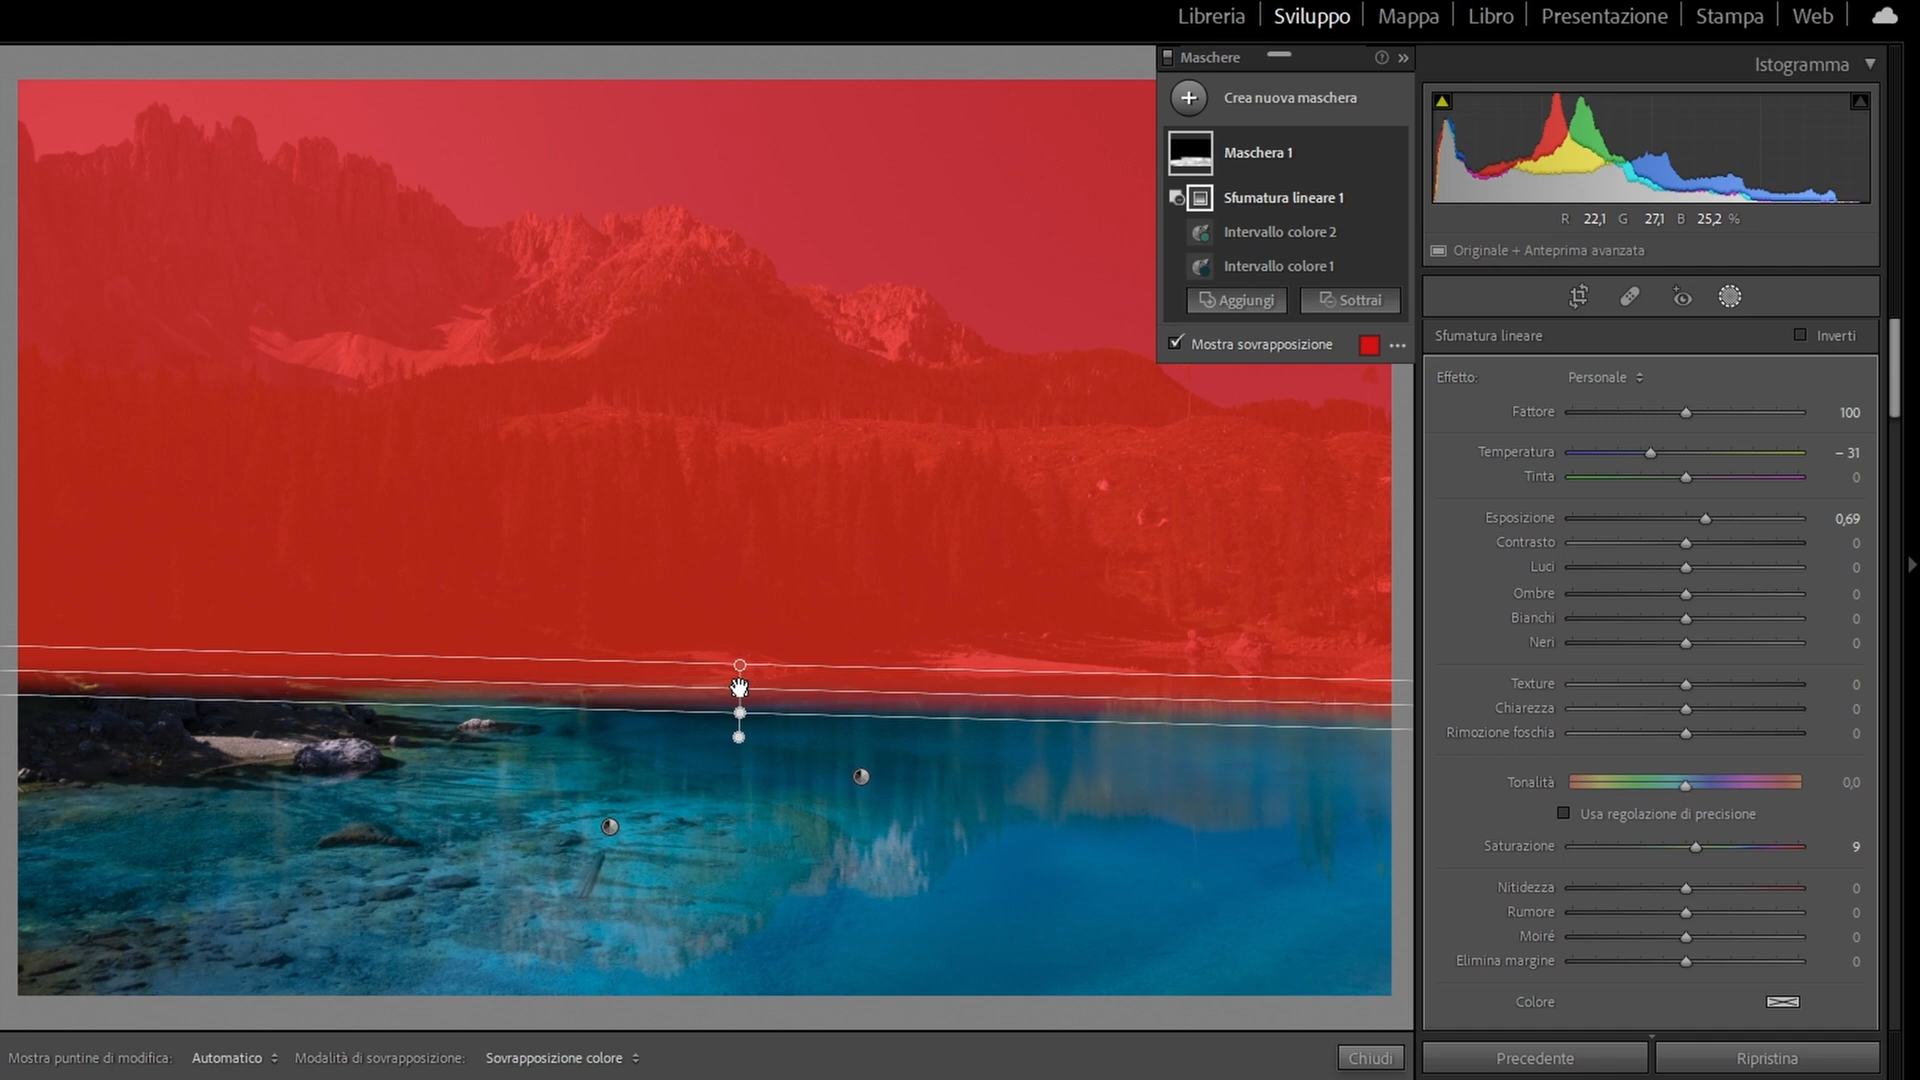 Libreria | Sviluppo | Mappa | Libro | Presentazione | Stampa | Web
Maschere
Crea nuova maschera
Maschera 1
Sfumatura lineare 1
Intervallo colore 2
Intervallo colore 1
Aggiungi Sottrai
Mostra sovrapposizione
Istogramma
R 22,1 G 27,1 B 25,2 %
Originale + Anteprima avanzata
Sfumatura lineare Inverti
Effetto: Personale
Fattore 100
Temperatura – 31
Tinta 0
Esposizione 0,69
Contrasto 0
Luci 0
Ombre 0
Bianchi 0
Neri 0
Texture 0
Chiarezza 0
Rimozione foschia 0
Tonalità 0,0
Usa regolazione di precisione
Saturazione 9
Nitidezza 0
Rumore 0
Moiré 0
Elimina margine 0
Colore
Mostra puntine di modifica: Automatico Modalità di sovrapposizione: Sovrapposizione colore Chiudi
Precedente Ripristina